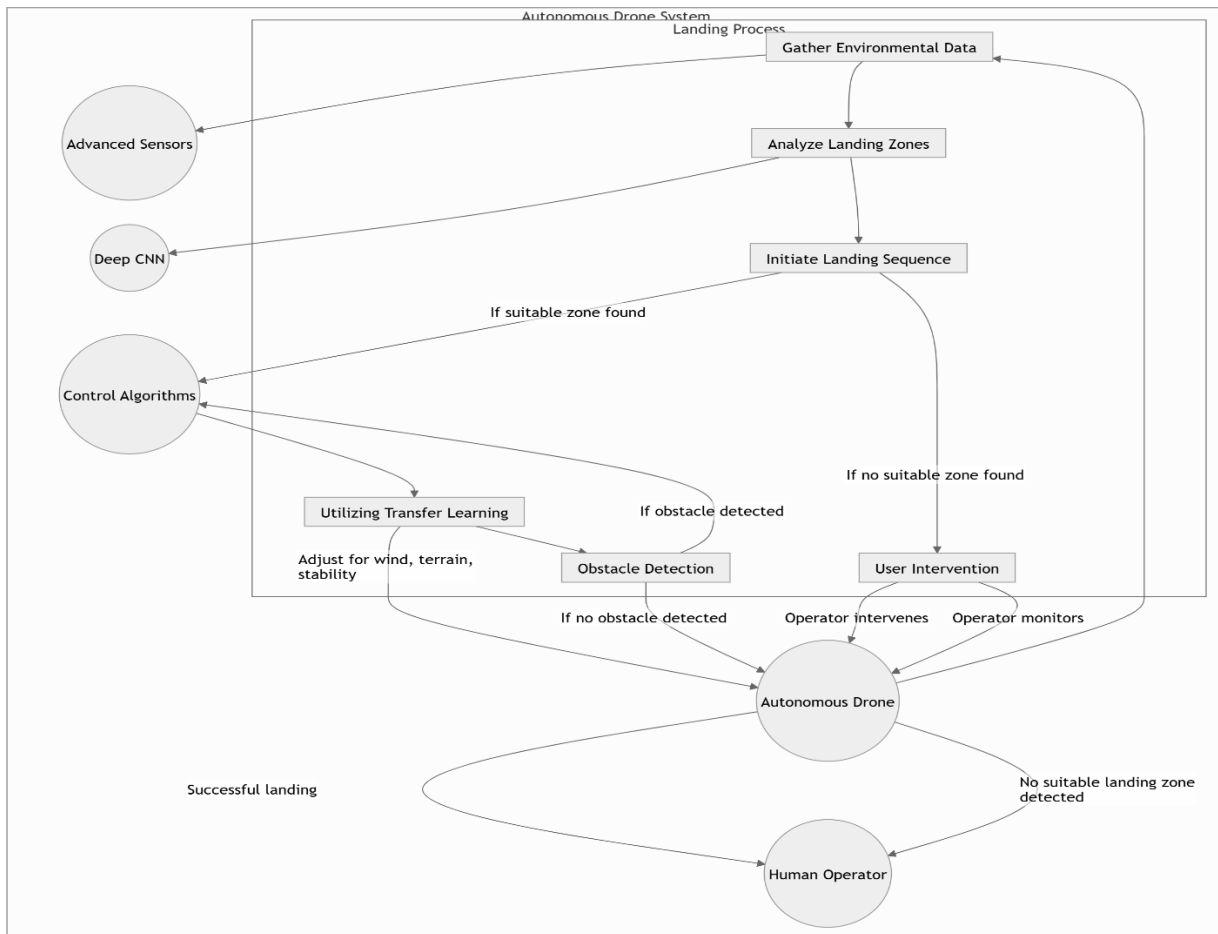 Autonomous Drone System
Landing Process
Gather Environmental Data
Advanced Sensors
Analyze Landing Zones
Deep CNN
Initiate Landing Sequence
If suitable zone found
Control Algorithms
If no suitable zone found
Utilizing Transfer Learning
If obstacle detected
Adjust for wind, terrain,
stability
Obstacle Detection
User Intervention
If no obstacle detected
Operator intervenes
Operator monitors
Autonomous Drone
Successful landing
No suitable landing zone
detected
Human Operator